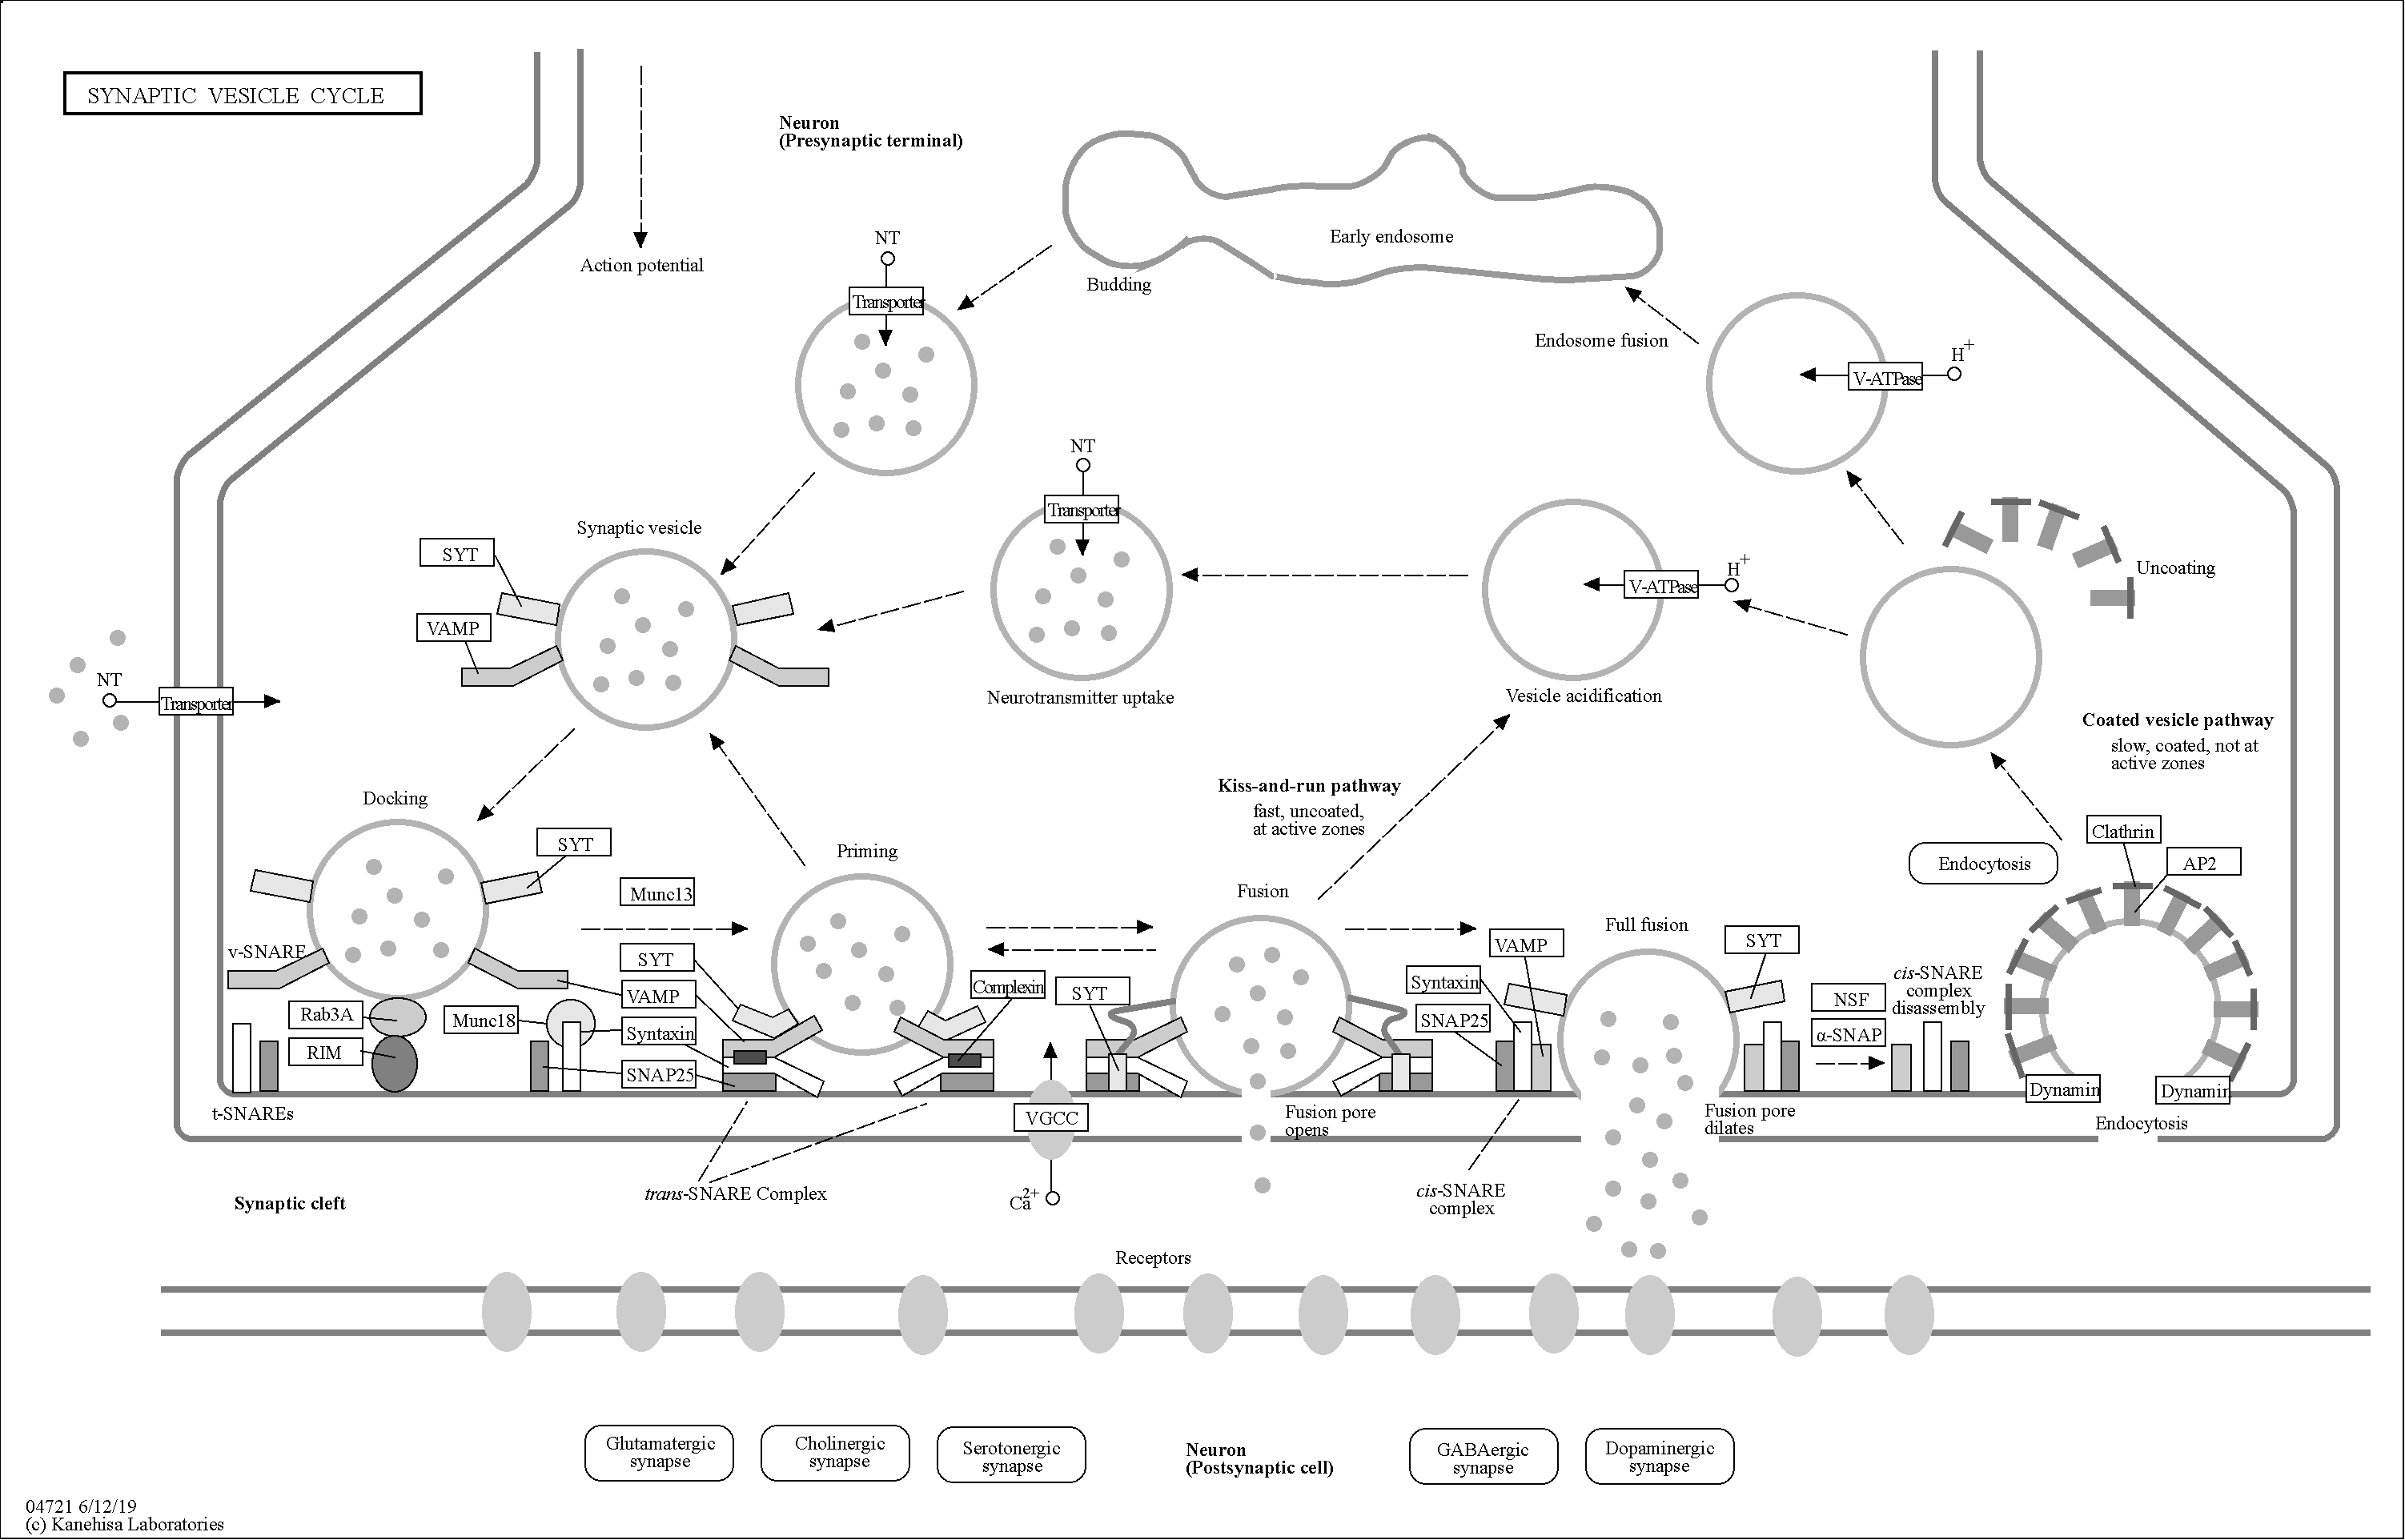 SYNAPTIC VESICLE CYCLE
Neuron
(Presynaptic terminal)
Action potential
NT
Transporter
Budding
Early endosome
Endosome fusion
H+
V-ATPase
NT
Transporter
Synaptic vesicle
SYT
VAMP
V-ATPase
H+
Uncoating
NT
Transporter
Neurotransmitter uptake
Vesicle acidification
Coated vesicle pathway
slow, coated, not at
active zones
Kiss-and-run pathway
fast, uncoated,
at active zones
Docking
SYT
Priming
Munc13
Fusion
Full fusion
Endocytosis
Clathrin
AP2
v-SNARE
SYT
VAMP
Complexin
SYT
VAMP
Syntaxin
SYT
NSF
cis-SNARE
complex
disassembly
Rab3A
Munc18
Syntaxin
SNAP25
α-SNAP
RIM
SNAP25
Dynamin
Dynamin
t-SNAREs
VGCC
Fusion pore
opens
Fusion pore
dilates
Endocytosis
Synaptic cleft
trans-SNARE Complex
Ca2+
cis-SNARE
complex
Receptors
Glutamatergic
synapse
Cholinergic
synapse
Serotonergic
synapse
Neuron
(Postsynaptic cell)
GABAergic
synapse
Dopaminergic
synapse
04721 6/12/19
(c) Kanehisa Laboratories